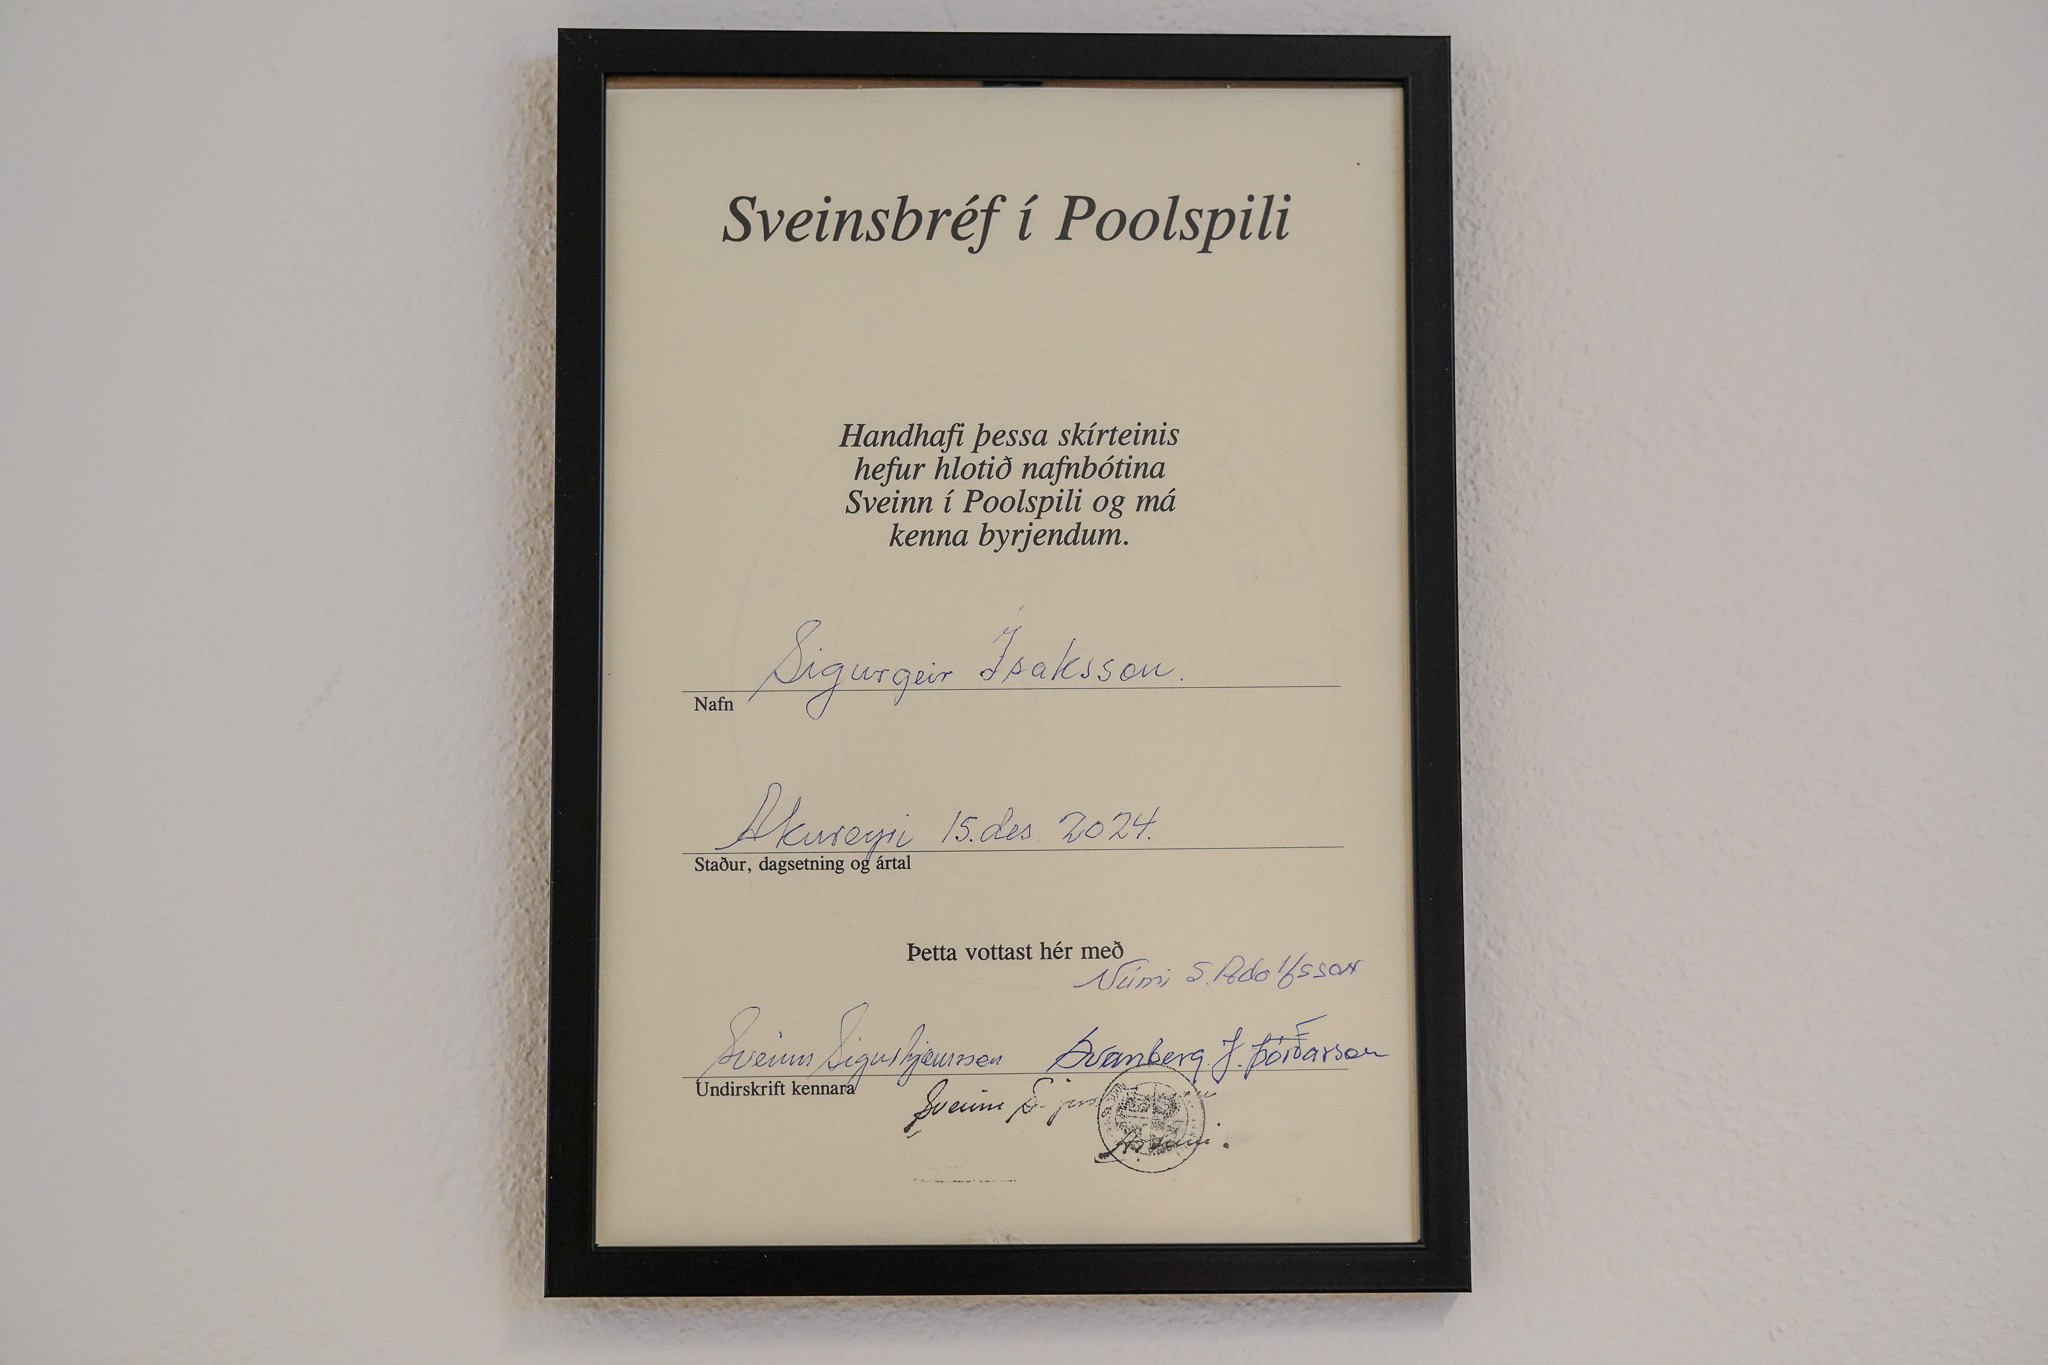 Sveinsbréf í Poolspili
Handhafi þessa skírteinis
hefur hlotið nafnbótina
Sveinn í Poolspili og má
kenna byrjendum.
Sigurgeir Ísaksson.
Nafn
Akureyri 15. des. 2024.
Staður, dagsetning og ártal
Þetta vottast hér með
Númi S. Adolfsson
Sveinn Sigurbjörnsson Svanberg J. Þórðarson
Undirskrift kennara
Sveinn